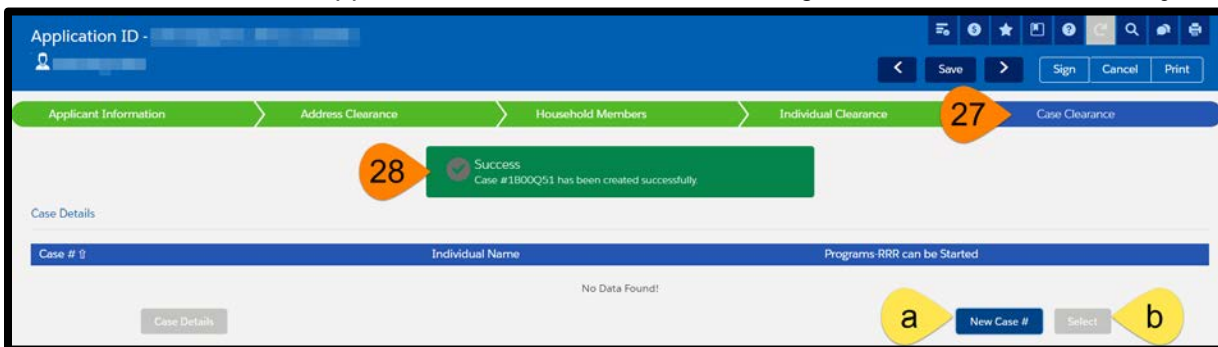 Application ID -
Save
Sign Cancel Print
Applicant Information Address Clearance Household Members Individual Clearance 27 Case Clearance
28 Success
Case #1B00Q51 has been created successfully.
Case Details
Case # ⇧ Individual Name Programs-RRR can be Started
No Data Found!
Case Details a New Case # Select b